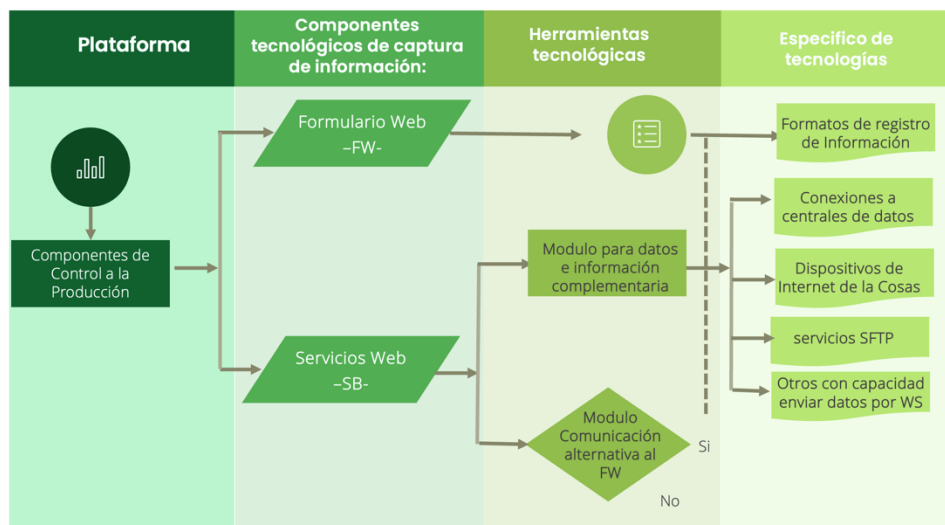 Plataforma
Componentes
tecnológicos de captura
de información:
Herramientas
tecnológicas
Especifico de
tecnologías
Formulario Web
–FW-
Formatos de registro
de Información
Componentes de
Control a la
Producción
Modulo para datos
e información
complementaria
Conexiones a
centrales de datos
Dispositivos de
Internet de la Cosas
servicios SFTP
Servicios Web
–SB-
Otros con capacidad
enviar datos por WS
Modulo
Comunicación
alternativa al
FW
Si
No